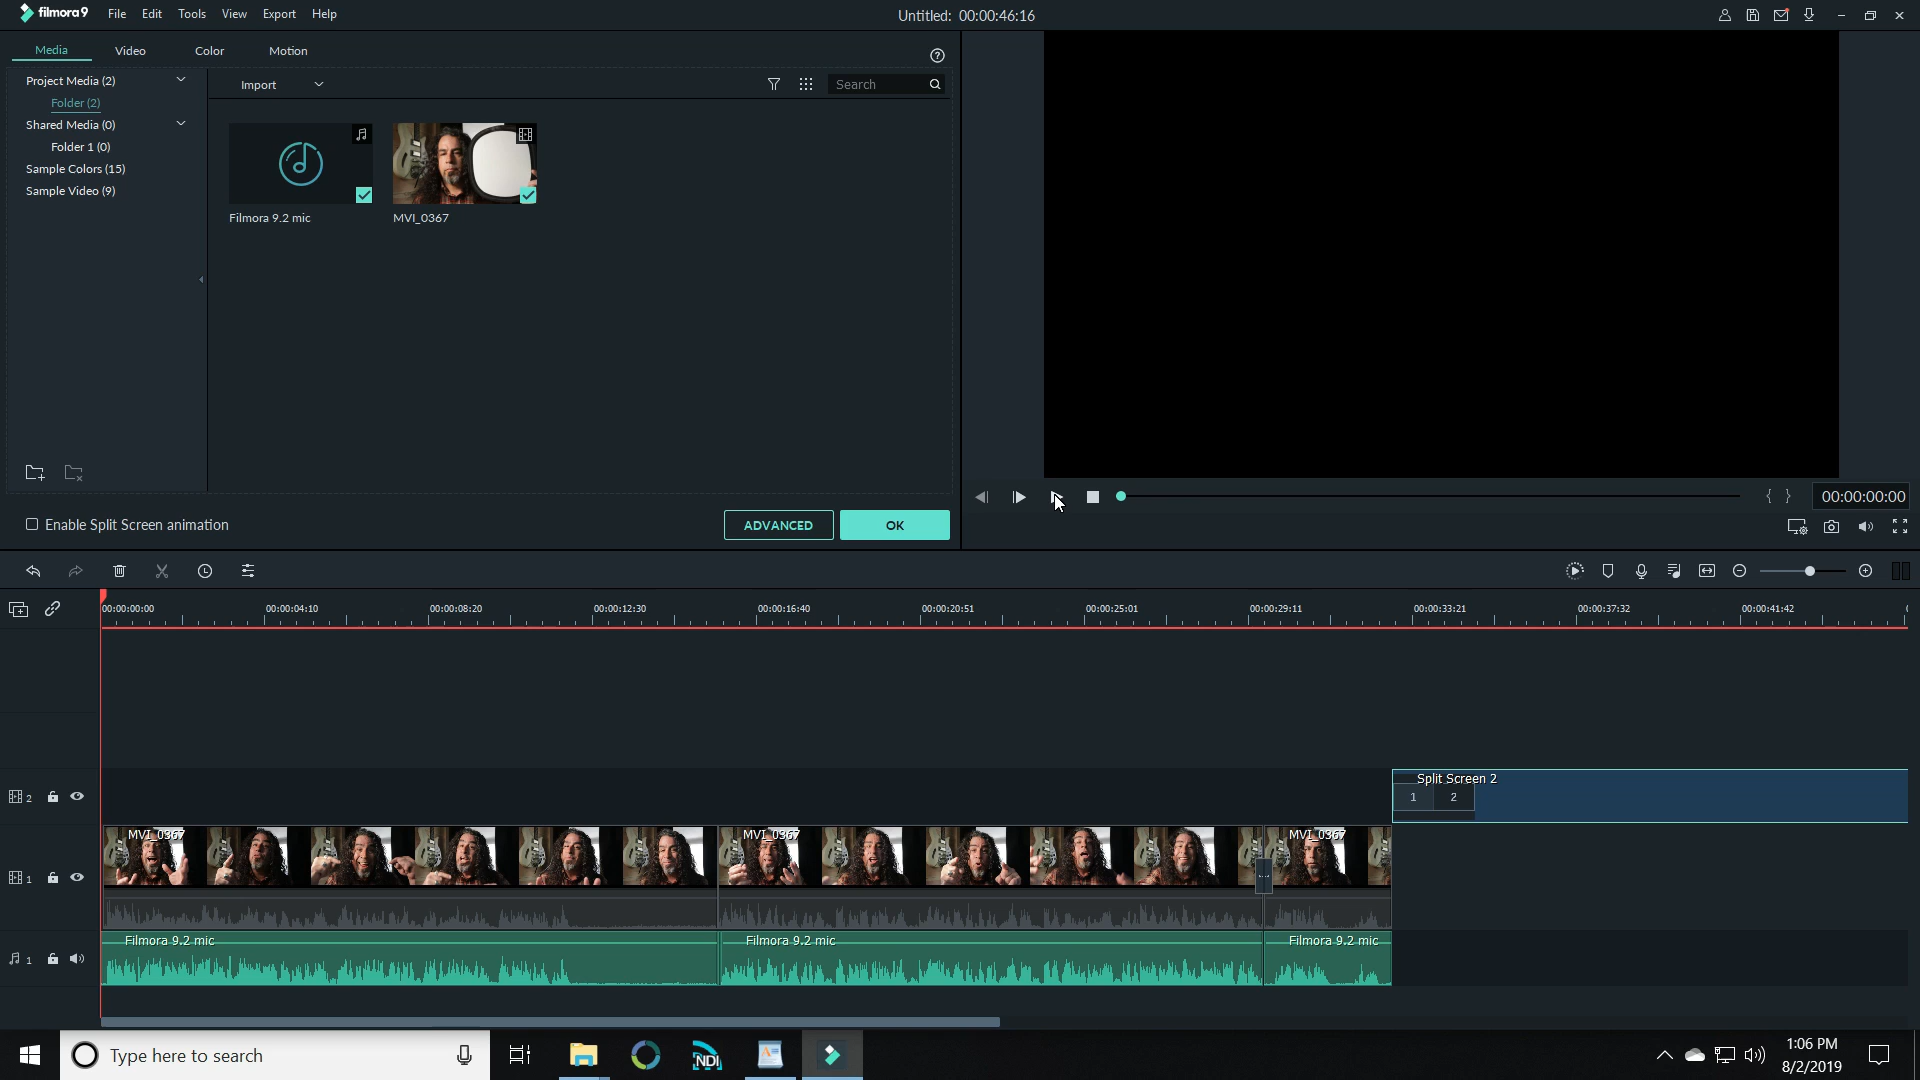 filmora9 File Edit Tools View Export Help Untitled: 00:00:46:16
Media Video Color Motion
Project Media (2) Import Search
Folder (2)
Shared Media (0)
Folder 1 (0)
Sample Colors (15)
Sample Video (9)
Filmora 9.2 mic MVI_0367
00:00:00:00
Enable Split Screen animation ADVANCED OK
00:00:00:00 00:00:04:10 00:00:08:20 00:00:12:30 00:00:16:40 00:00:20:51 00:00:25:01 00:00:29:11 00:00:33:21 00:00:37:32 00:00:41:42
Split Screen 2
2 1 2
MVI_0367 MVI_0367 MVI_0367
1
Filmora 9.2 mic Filmora 9.2 mic Filmora 9.2 mic
1
Type here to search NDI 1:06 PM
8/2/2019